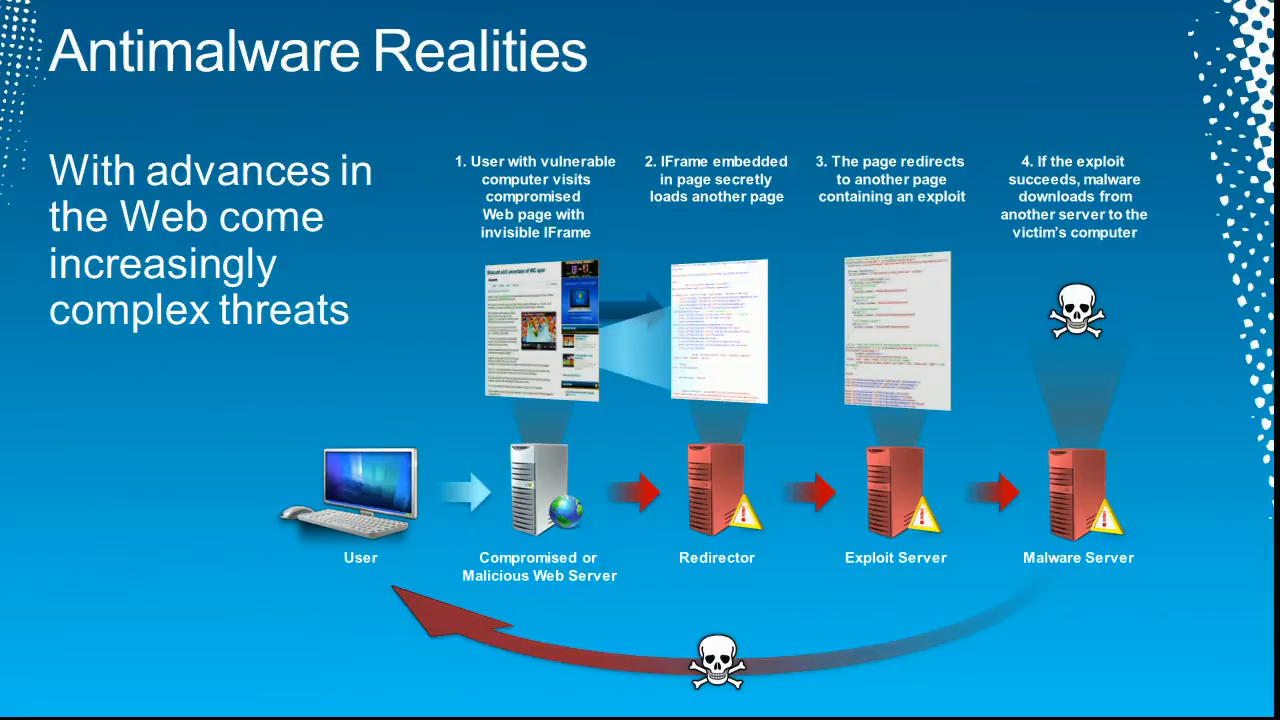 Antimalware Realities
With advances in
the Web come
increasingly
complex threats
1. User with vulnerable
computer visits
compromised
Web page with
invisible IFrame
2. IFrame embedded
in page secretly
loads another page
3. The page redirects
to another page
containing an exploit
4. If the exploit
succeeds, malware
downloads from
another server to the
victim's computer
User
Compromised or
Malicious Web Server
Redirector
Exploit Server
Malware Server